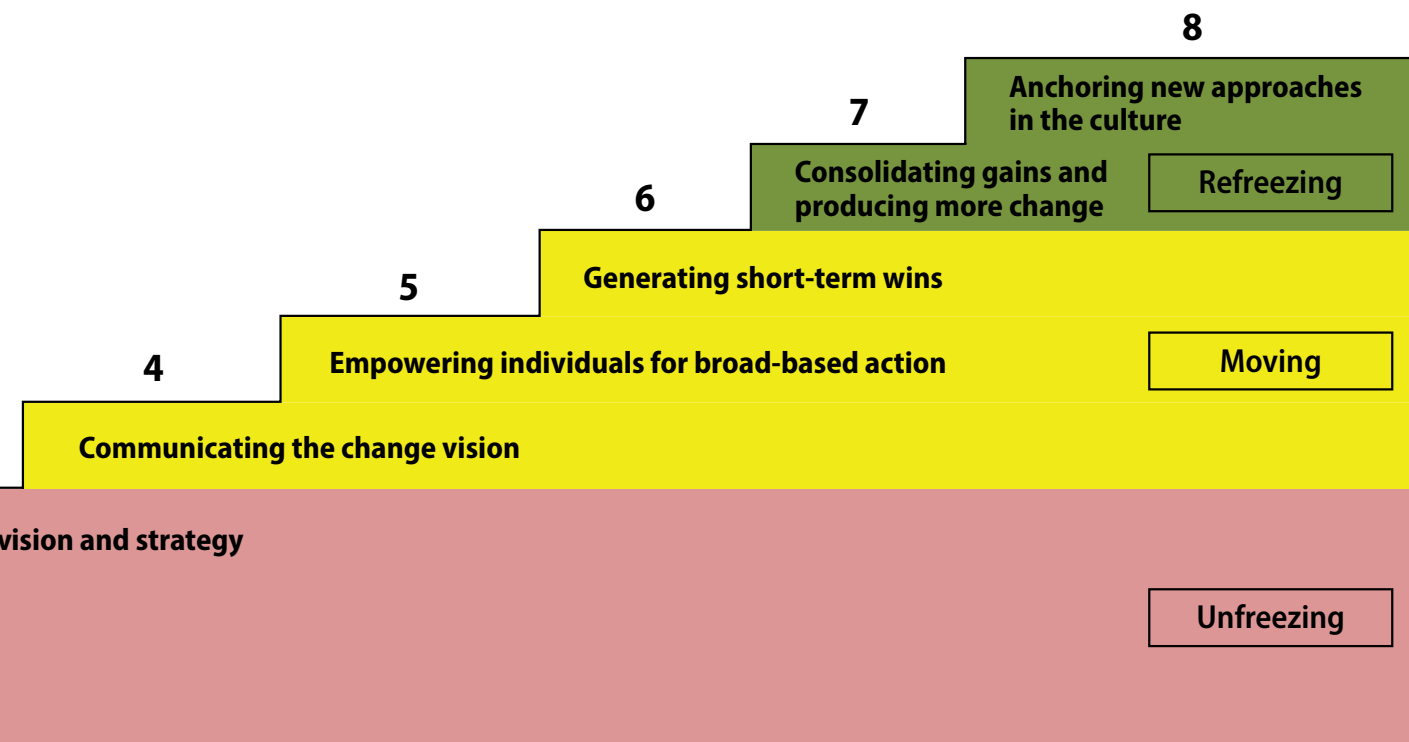 8
Anchoring new approaches
in the culture
7
Consolidating gains and
producing more change
Refreezing
6
Generating short-term wins
5
Empowering individuals for broad-based action
Moving
4
Communicating the change vision
vision and strategy
Unfreezing